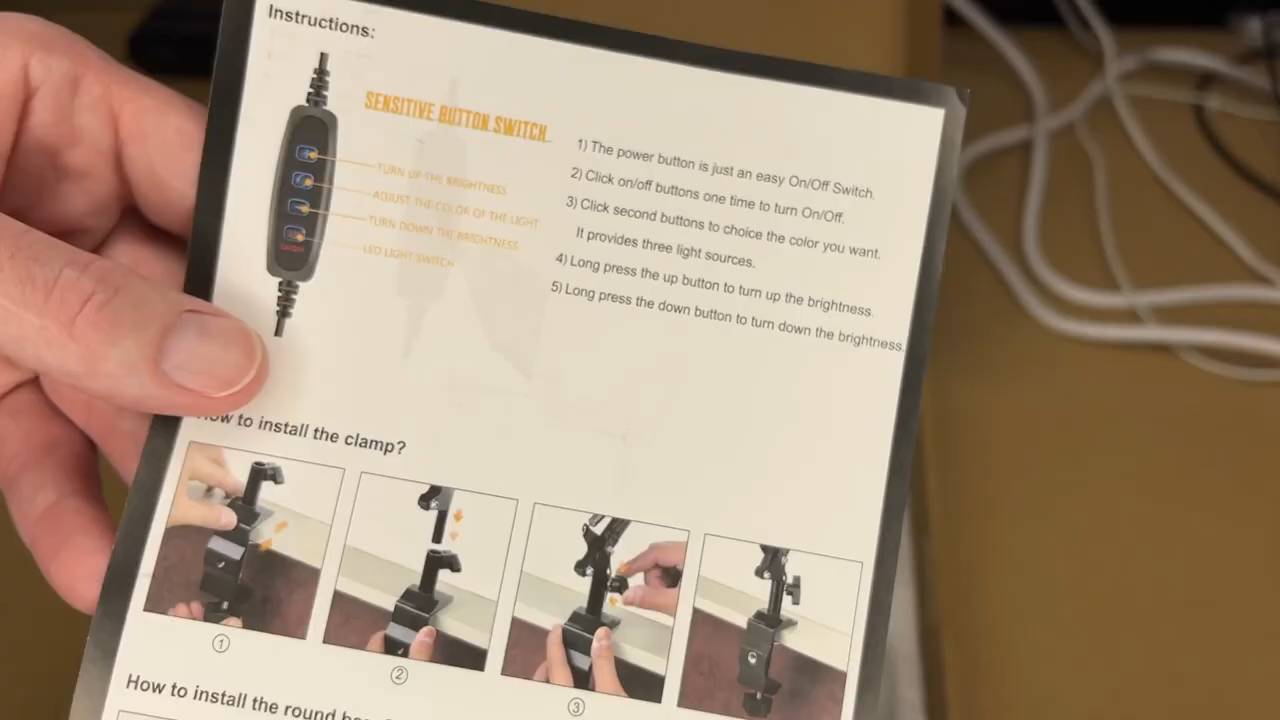 Instructions:
SENSITIVE BUTTON SWITCH
TURN UP THE BRIGHTNESS
ADJUST THE COLOR OF THE LIGHT
TURN DOWN THE BRIGHTNESS
LED LIGHT SWITCH
1) The power button is just an easy On/Off Switch.
2) Click on/off buttons one time to turn On/Off.
3) Click second buttons to choice the color you want.
It provides three light sources.
4) Long press the up button to turn up the brightness.
5) Long press the down button to turn down the brightness.
How to install the clamp?
①
②
③
How to install the round